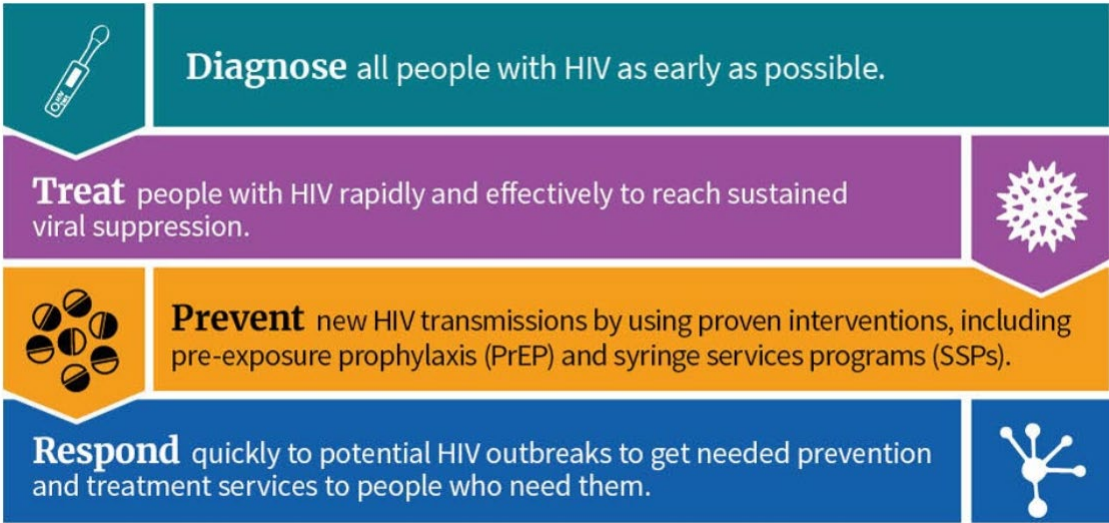 Diagnose all people with HIV as early as possible.
Treat people with HIV rapidly and effectively to reach sustained
viral suppression.
Prevent new HIV transmissions by using proven interventions, including
pre-exposure prophylaxis (PrEP) and syringe services programs (SSPs).
Respond quickly to potential HIV outbreaks to get needed prevention
and treatment services to people who need them.